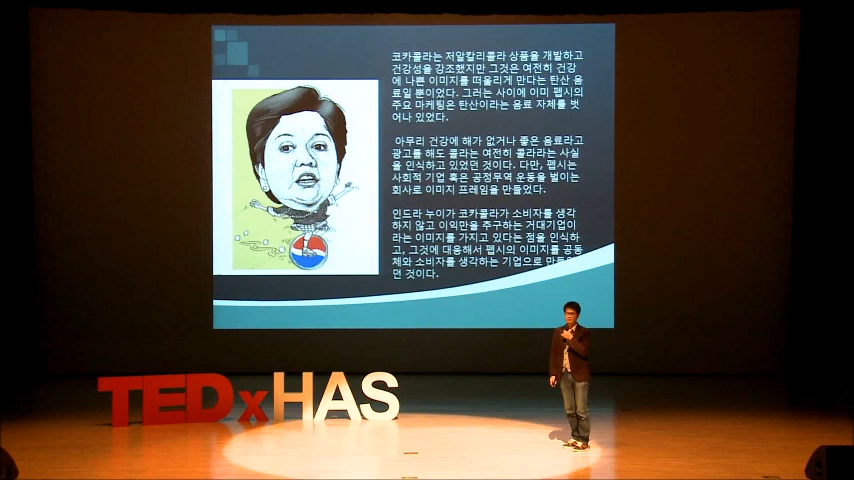 코카콜라는 저알칼리콜라 상품을 개발하고
건강성을 강조했지만 그것은 여전히 건강
에 나쁜 이미지를 떠올리게 만다는 탄산 음
료일 뿐이었다. 그러는 사이에 이미 펩시의
주요 마케팅은 탄산이라는 음료 자체를 벗
어나 있었다.
아무리 건강에 해가 없거나 좋은 음료라고
광고를 해도 콜라는 여전히 콜라라는 사실
을 인식하고 있었던 것이다. 다만, 펩시는
사회적 기업 혹은 공정무역 운동을 벌이는
회사로 이미지 프레임을 만들었다.
인드라 누이가 코카콜라가 소비자를 생각
하지 않고 이익만을 추구하는 거대기업이
라는 이미지를 가지고 있다는 점을 인식하
고, 그것에 대응해서 펩시의 이미지를 공동
체와 소비자를 생각하는 기업으로
던 것이다.
TEDxHAS